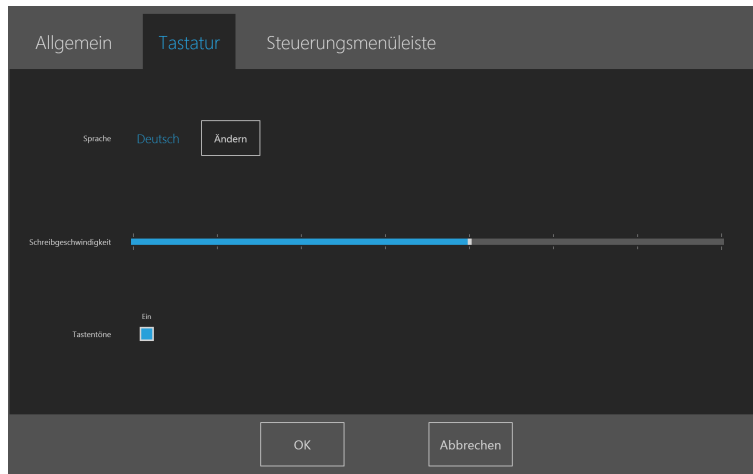 Allgemein Tastatur Steuerungsmenüleiste
Sprache Deutsch Ändern
Schreibgeschwindigkeit
Ein
Tastentöne
OK Abbrechen